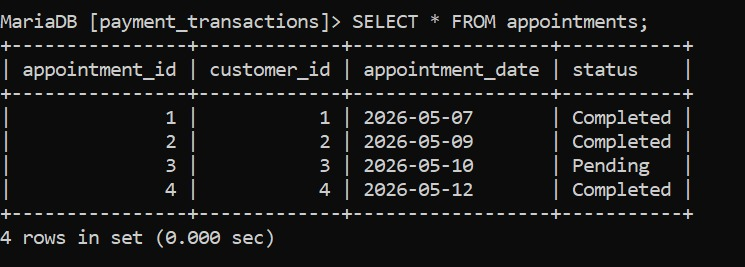 MariaDB [payment_transactions]> SELECT * FROM appointments;
+----------------+-------------+------------------+-----------+
| appointment_id | customer_id | appointment_date | status    |
+----------------+-------------+------------------+-----------+
|              1 |           1 | 2026-05-07       | Completed |
|              2 |           2 | 2026-05-09       | Completed |
|              3 |           3 | 2026-05-10       | Pending   |
|              4 |           4 | 2026-05-12       | Completed |
+----------------+-------------+------------------+-----------+
4 rows in set (0.000 sec)